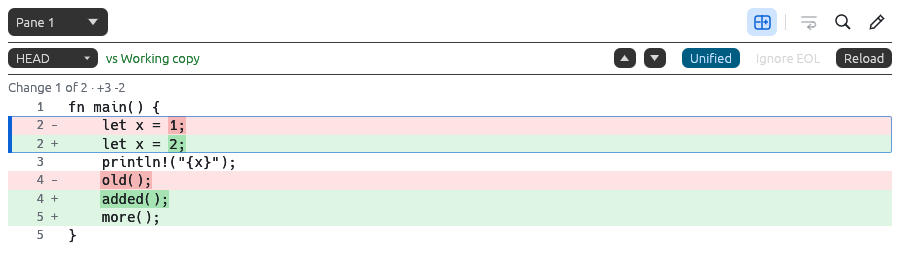 Pane 1
HEAD vs Working copy Unified Ignore EOL Reload
Change 1 of 2 · +3 -2
1 fn main() {
2 - let x = 1;
2 + let x = 2;
3 println!("{x}");
4 - old();
4 + added();
5 + more();
5 }